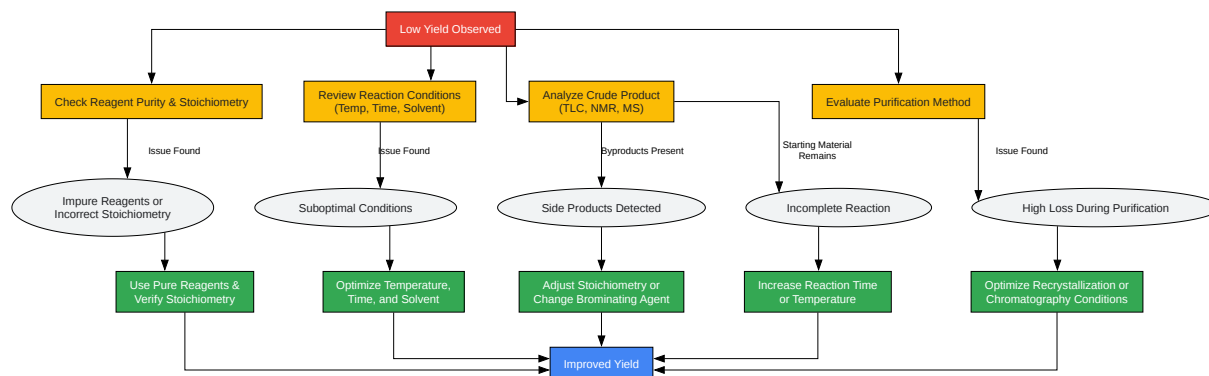 Low Yield Observed
Check Reagent Purity & Stoichiometry
Review Reaction Conditions
(Temp, Time, Solvent)
Analyze Crude Product
(TLC, NMR, MS)
Evaluate Purification Method
Issue Found
Issue Found
Byproducts Present
Starting Material
Remains
Issue Found
Impure Reagents or
Incorrect Stoichiometry
Suboptimal Conditions
Side Products Detected
Incomplete Reaction
High Loss During Purification
Use Pure Reagents &
Verify Stoichiometry
Optimize Temperature,
Time, and Solvent
Adjust Stoichiometry or
Change Brominating Agent
Increase Reaction Time
or Temperature
Optimize Recrystallization or
Chromatography Conditions
Improved Yield